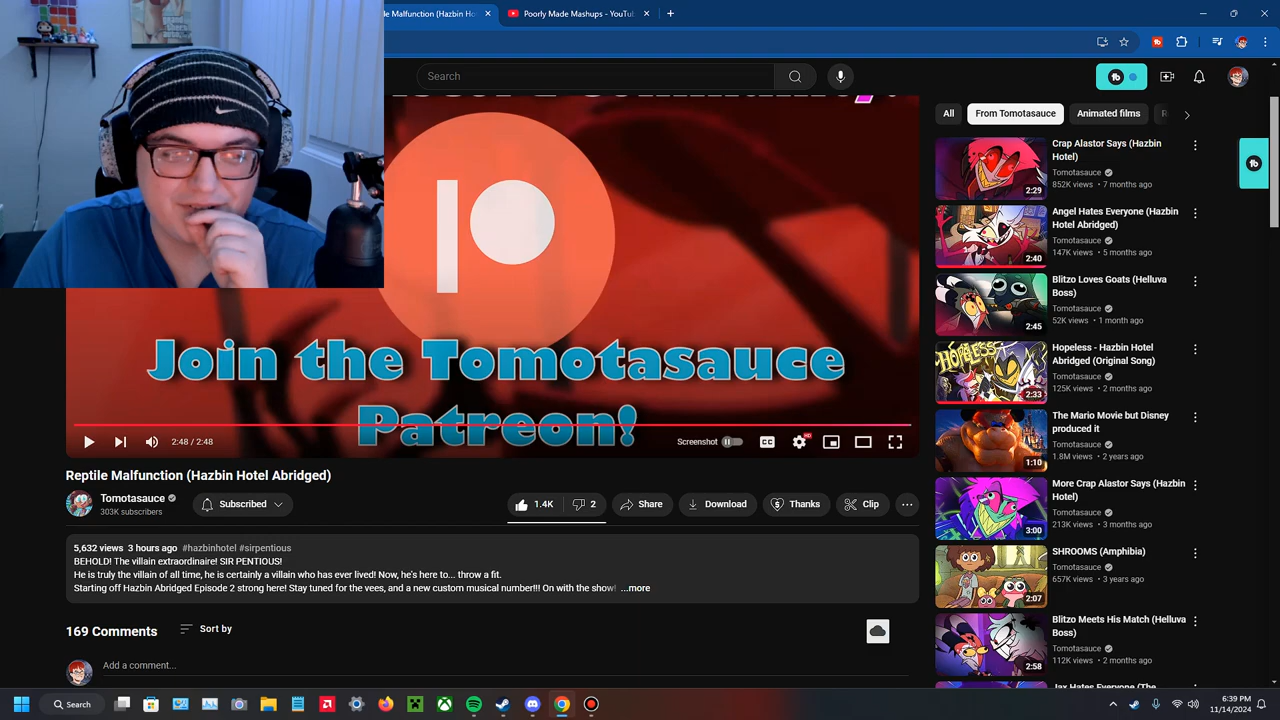 le Malfunction (Hazbin Ho
Poorly Made Mashups - YouTu
Search
All
From Tomotasauce
Animated films
Join the Tomotasauce
Patreon!
2:48 / 2:48
Screenshot
CC
HD
Reptile Malfunction (Hazbin Hotel Abridged)
Tomotasauce
303K subscribers
Subscribed
1.4K
2
Share
Download
Thanks
Clip
5,632 views 3 hours ago #hazbinhotel #sirpentious
BEHOLD! The villain extraordinaire! SIR PENTIOUS!
He is truly the villain of all time, he is certainly a villain who has ever lived! Now, he's here to... throw a fit.
Starting off Hazbin Abridged Episode 2 strong here! Stay tuned for the vees, and a new custom musical number!!! On with the show! ...more
169 Comments
Sort by
Add a comment...
Crap Alastor Says (Hazbin
Hotel)
Tomotasauce
852K views • 7 months ago
2:29
Angel Hates Everyone (Hazbin
Hotel Abridged)
Tomotasauce
147K views • 5 months ago
2:40
Blitzo Loves Goats (Helluva
Boss)
Tomotasauce
52K views • 1 month ago
2:45
Hopeless - Hazbin Hotel
Abridged (Original Song)
Tomotasauce
125K views • 2 months ago
HOPELESS
2:33
The Mario Movie but Disney
produced it
Tomotasauce
1.8M views • 2 years ago
1:10
More Crap Alastor Says (Hazbin
Hotel)
Tomotasauce
213K views • 3 months ago
3:00
SHROOMS (Amphibia)
Tomotasauce
657K views • 3 years ago
2:07
Blitzo Meets His Match (Helluva
Boss)
Tomotasauce
112K views • 2 months ago
2:58
Jax Hates Everyone (The
Search
6:39 PM
11/14/2024